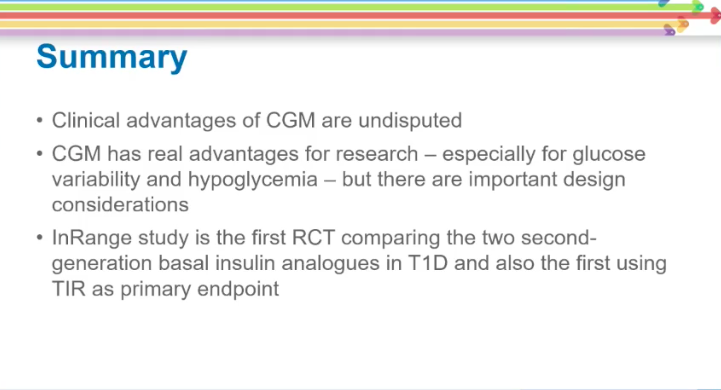 Summary
• Clinical advantages of CGM are undisputed
• CGM has real advantages for research – especially for glucose
variability and hypoglycemia – but there are important design
considerations
• InRange study is the first RCT comparing the two second-
generation basal insulin analogues in T1D and also the first using
TIR as primary endpoint